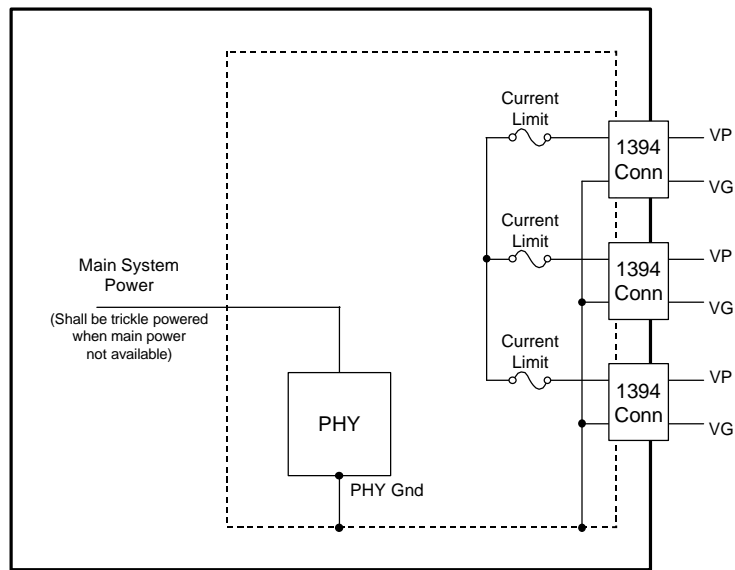 Current
Limit
1394
Conn
VP
VG
Current
Limit
1394
Conn
VP
VG
Main System
Power
(Shall be trickle powered
when main power
not available)
Current
Limit
1394
Conn
VP
VG
PHY
PHY Gnd